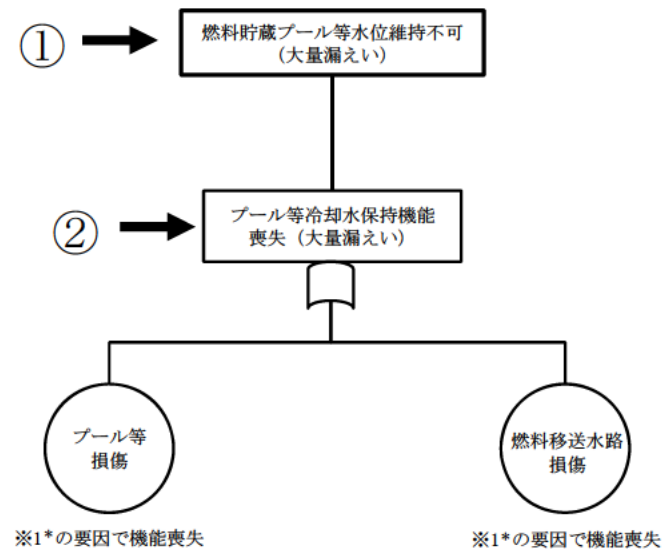 ①
燃料貯蔵プール等水位維持不可
（大量漏えい）
②
プール等冷却水保持機能
喪失（大量漏えい）
プール等
損傷
燃料移送水路
損傷
※1*の要因で機能喪失
※1*の要因で機能喪失